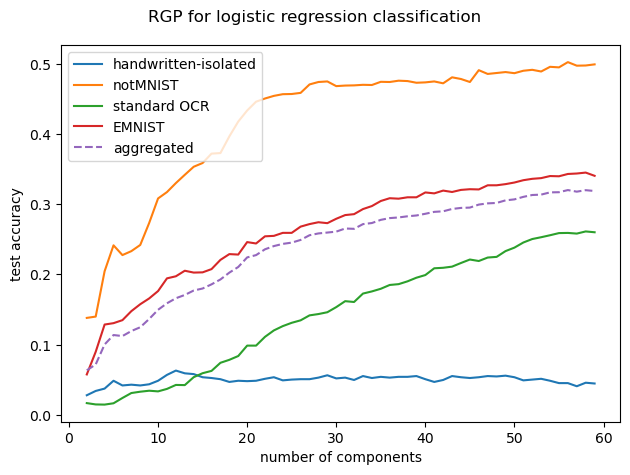 RGP for logistic regression classification
handwritten-isolated
notMNIST
standard OCR
EMNIST
aggregated
test accuracy
0.5
0.4
0.3
0.2
0.1
0.0
0 10 20 30 40 50 60
number of components